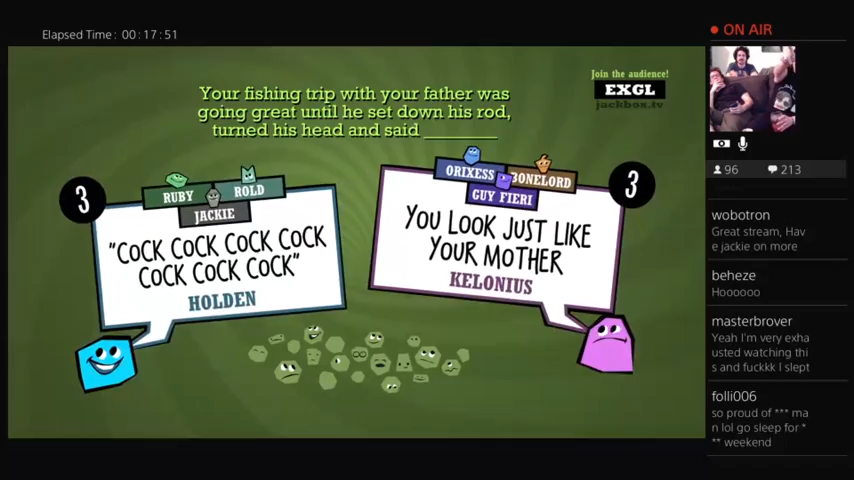 Elapsed Time: 00:17:51
ON AIR
Join the audience!
EXGL
jackbox.tv
Your fishing trip with your father was
going great until he set down his rod,
turned his head and said ________
3
RUBY
ROLD
JACKIE
"COCK COCK COCK COCK
COCK COCK COCK"
HOLDEN
ORIXESS
BONELORD
GUY FIERI
3
YOU LOOK JUST LIKE
YOUR MOTHER
KELONIUS
96
213
wobotron
Great stream, Hav
e jackie on more
beheze
Hoooooo
masterbrover
Yeah I'm very exha
usted watching thi
s and fuckkk I slept
folli006
so proud of *** ma
n lol go sleep for *
** weekend